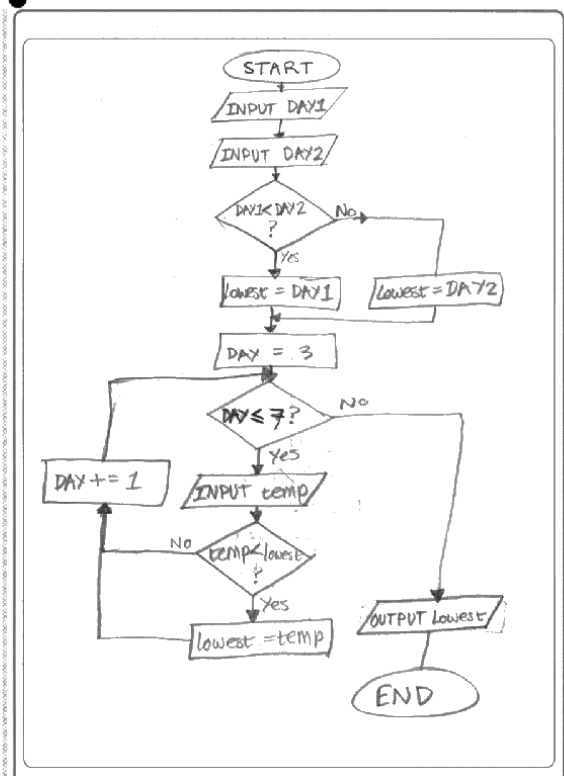 START
INPUT DAY1
INPUT DAY2
DAY1<DAY2
?
No
Yes
lowest = DAY1
Lowest = DAY2
DAY = 3
DAY ≤ 7?
No
Yes
DAY += 1
INPUT temp
temp<lowest
?
No
Yes
lowest = temp
OUTPUT Lowest
END